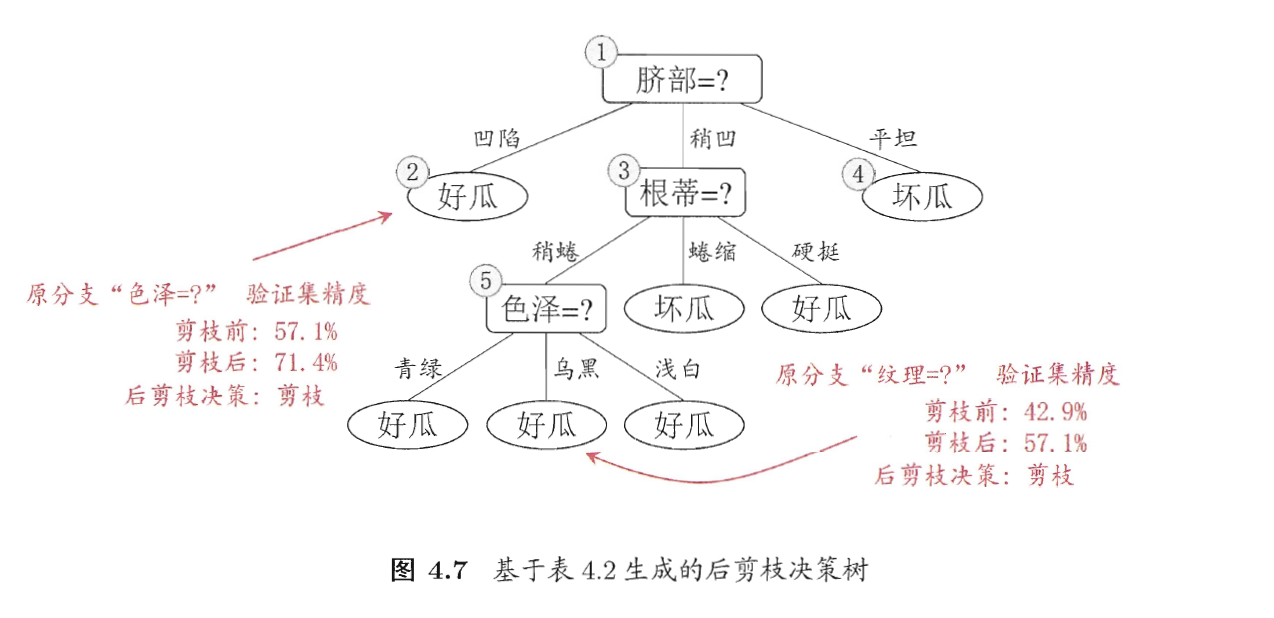 ①
脐部=?
凹陷
稍凹
平坦
②
好瓜
③
根蒂=?
④
坏瓜
稍蜷
蜷缩
硬挺
原分支“色泽=?” 验证集精度
剪枝前: 57.1%
剪枝后: 71.4%
后剪枝决策: 剪枝
⑤
色泽=?
坏瓜
好瓜
青绿
乌黑
浅白
原分支“纹理=?” 验证集精度
剪枝前: 42.9%
剪枝后: 57.1%
后剪枝决策: 剪枝
好瓜
好瓜
好瓜
图 4.7 基于表 4.2 生成的后剪枝决策树